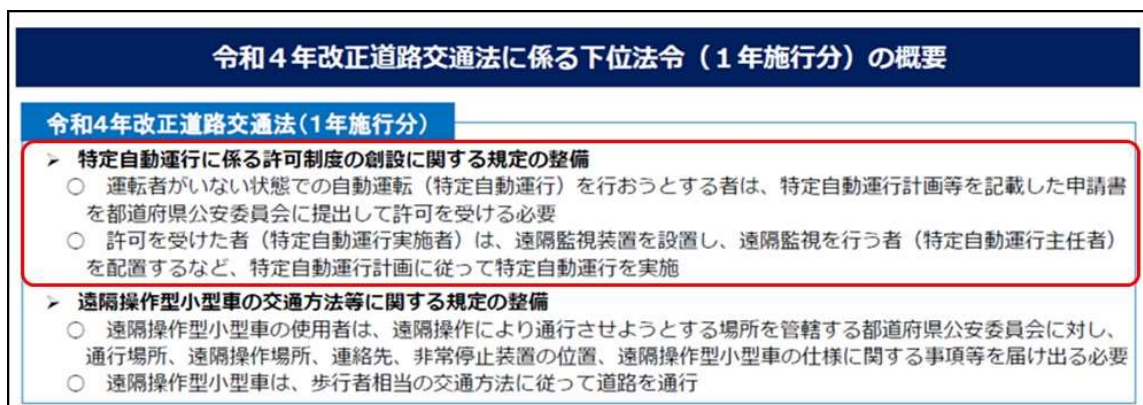 令和４年改正道路交通法に係る下位法令（１年施行分）の概要
令和4年改正道路交通法（1年施行分）
➢ 特定自動運行に係る許可制度の創設に関する規定の整備
○ 運転者がいない状態での自動運転（特定自動運行）を行おうとする者は、特定自動運行計画等を記載した申請書
を都道府県公安委員会に提出して許可を受ける必要
○ 許可を受けた者（特定自動運行実施者）は、遠隔監視装置を設置し、遠隔監視を行う者（特定自動運行主任者）
を配置するなど、特定自動運行計画に従って特定自動運行を実施
➢ 遠隔操作型小型車の交通方法等に関する規定の整備
○ 遠隔操作型小型車の使用者は、遠隔操作により通行させようとする場所を管轄する都道府県公安委員会に対し、
通行場所、遠隔操作場所、連絡先、非常停止装置の位置、遠隔操作型小型車の仕様に関する事項等を届け出る必要
○ 遠隔操作型小型車は、歩行者相当の交通方法に従って道路を通行